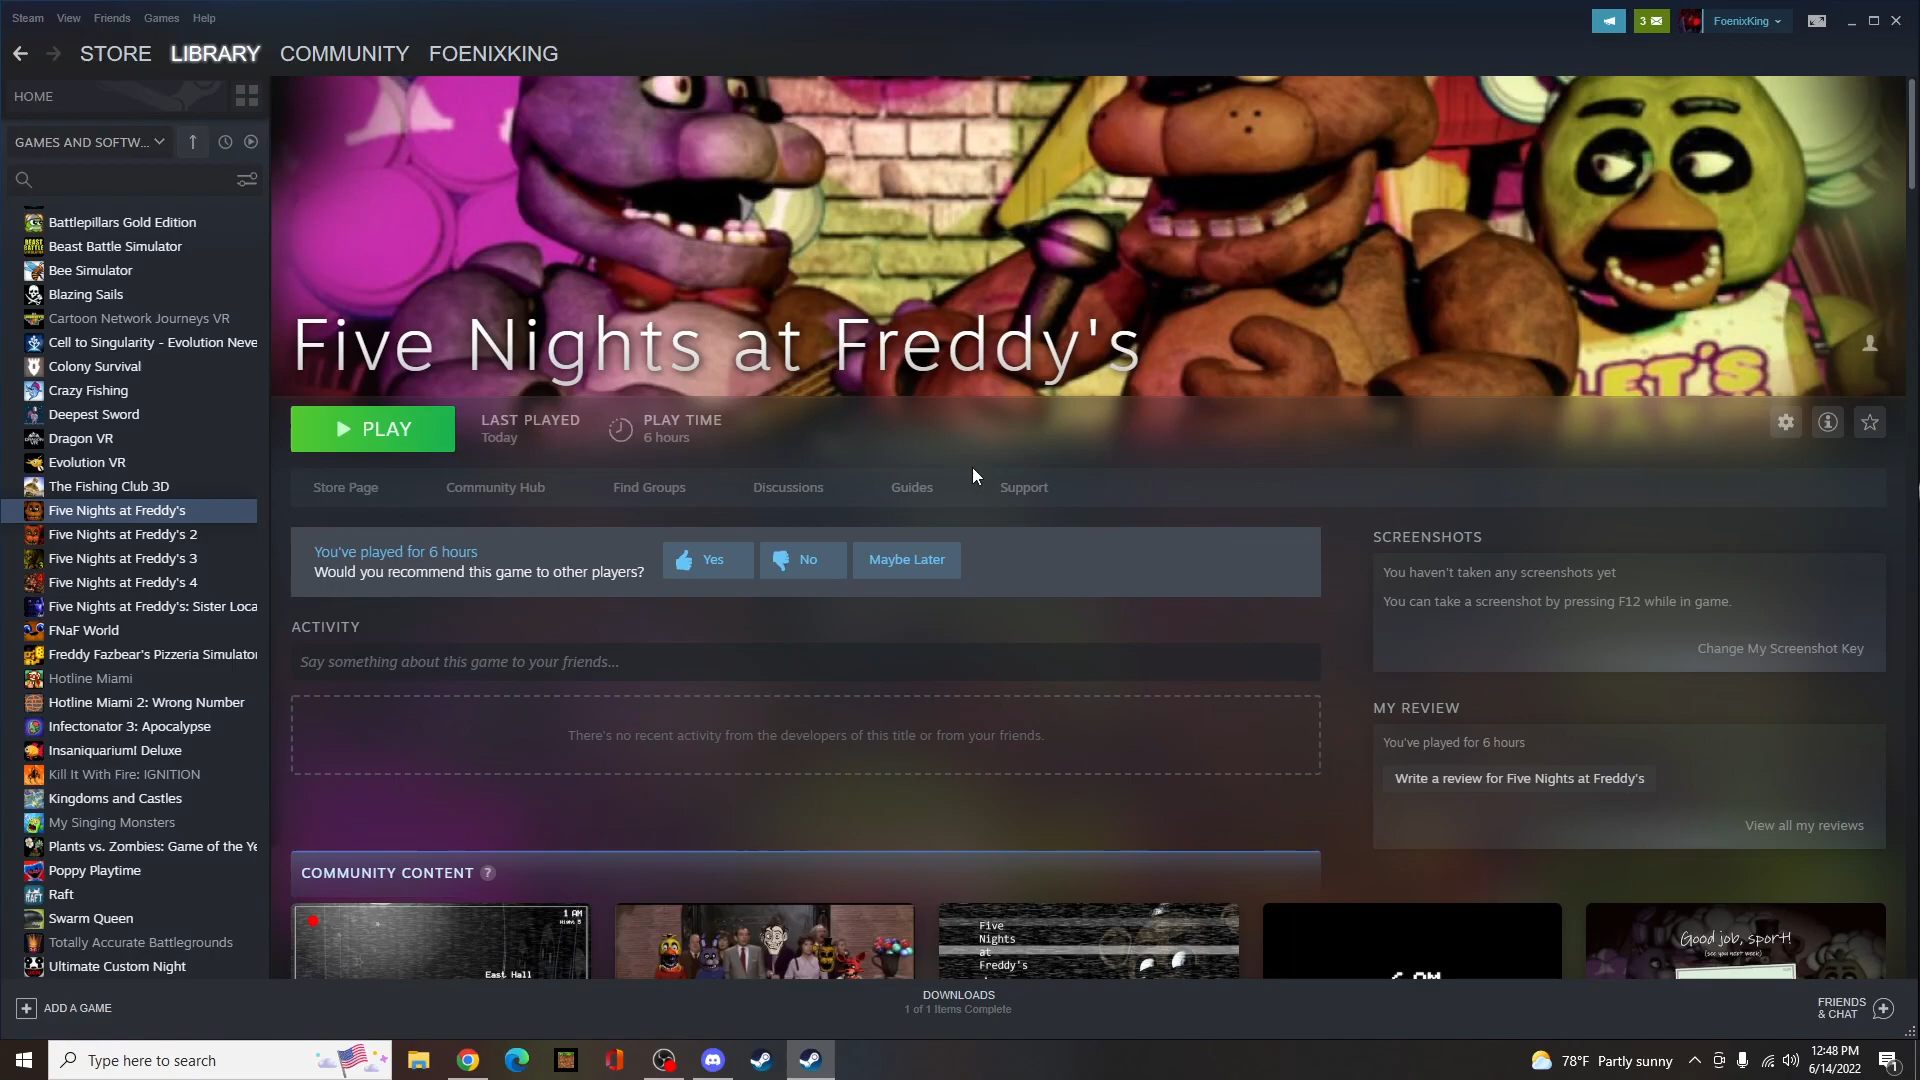 Steam View Friends Games Help
3
FoenixKing
STORE LIBRARY COMMUNITY FOENIXKING
HOME
GAMES AND SOFTW...
Battlepillars Gold Edition
Beast Battle Simulator
Bee Simulator
Blazing Sails
Cartoon Network Journeys VR
Cell to Singularity - Evolution Neve
Colony Survival
Crazy Fishing
Deepest Sword
Dragon VR
Evolution VR
The Fishing Club 3D
Five Nights at Freddy's
Five Nights at Freddy's 2
Five Nights at Freddy's 3
Five Nights at Freddy's 4
Five Nights at Freddy's: Sister Loca
FNaF World
Freddy Fazbear's Pizzeria Simulator
Hotline Miami
Hotline Miami 2: Wrong Number
Infectonator 3: Apocalypse
Insaniquarium! Deluxe
Kill It With Fire: IGNITION
Kingdoms and Castles
My Singing Monsters
Plants vs. Zombies: Game of the Ye
Poppy Playtime
Raft
Swarm Queen
Totally Accurate Battlegrounds
Ultimate Custom Night
LET'S
Five Nights at Freddy's
PLAY
LAST PLAYED
Today
PLAY TIME
6 hours
Store Page Community Hub Find Groups Discussions Guides Support
You've played for 6 hours
Would you recommend this game to other players?
Yes No Maybe Later
ACTIVITY
Say something about this game to your friends...
There's no recent activity from the developers of this title or from your friends.
SCREENSHOTS
You haven't taken any screenshots yet
You can take a screenshot by pressing F12 while in game.
Change My Screenshot Key
MY REVIEW
You've played for 6 hours
Write a review for Five Nights at Freddy's
View all my reviews
COMMUNITY CONTENT ?
1 AM
Night 5
East Hall
Five
Nights
at
Freddy's
Good job, sport!
(see you next week)
ADD A GAME
DOWNLOADS
1 of 1 Items Complete
FRIENDS
& CHAT
Type here to search
78°F Partly sunny
12:48 PM
6/14/2022
1